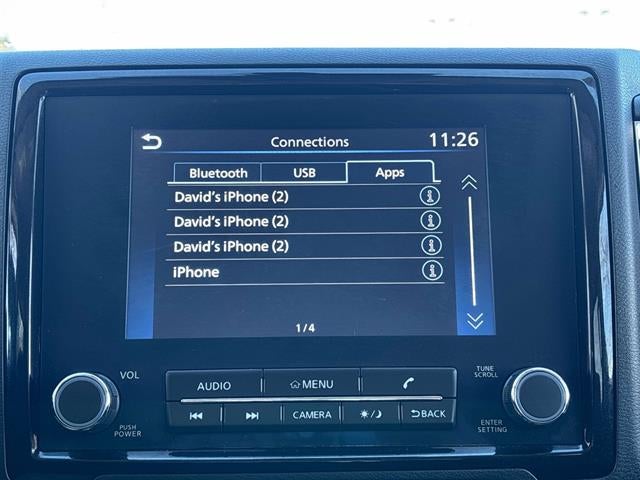 Connections 11:26
Bluetooth USB Apps
David's iPhone (2)
David's iPhone (2)
David's iPhone (2)
iPhone
1/4
VOL
PUSH
POWER
AUDIO
MENU
CAMERA
BACK
TUNE
SCROLL
ENTER
SETTING